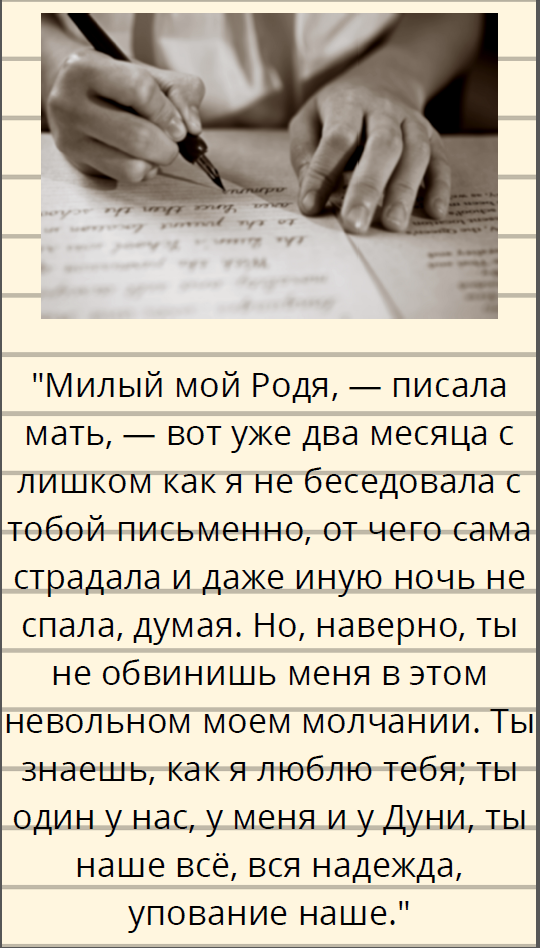 "Милый мой Родя, — писала
мать, — вот уже два месяца с
лишком как я не беседовала с
тобой письменно, от чего сама
страдала и даже иную ночь не
спала, думая. Но, наверно, ты
не обвинишь меня в этом
невольном моем молчании. Ты
знаешь, как я люблю тебя; ты
один у нас, у меня и у Дуни, ты
наше всё, вся надежда,
упование наше."